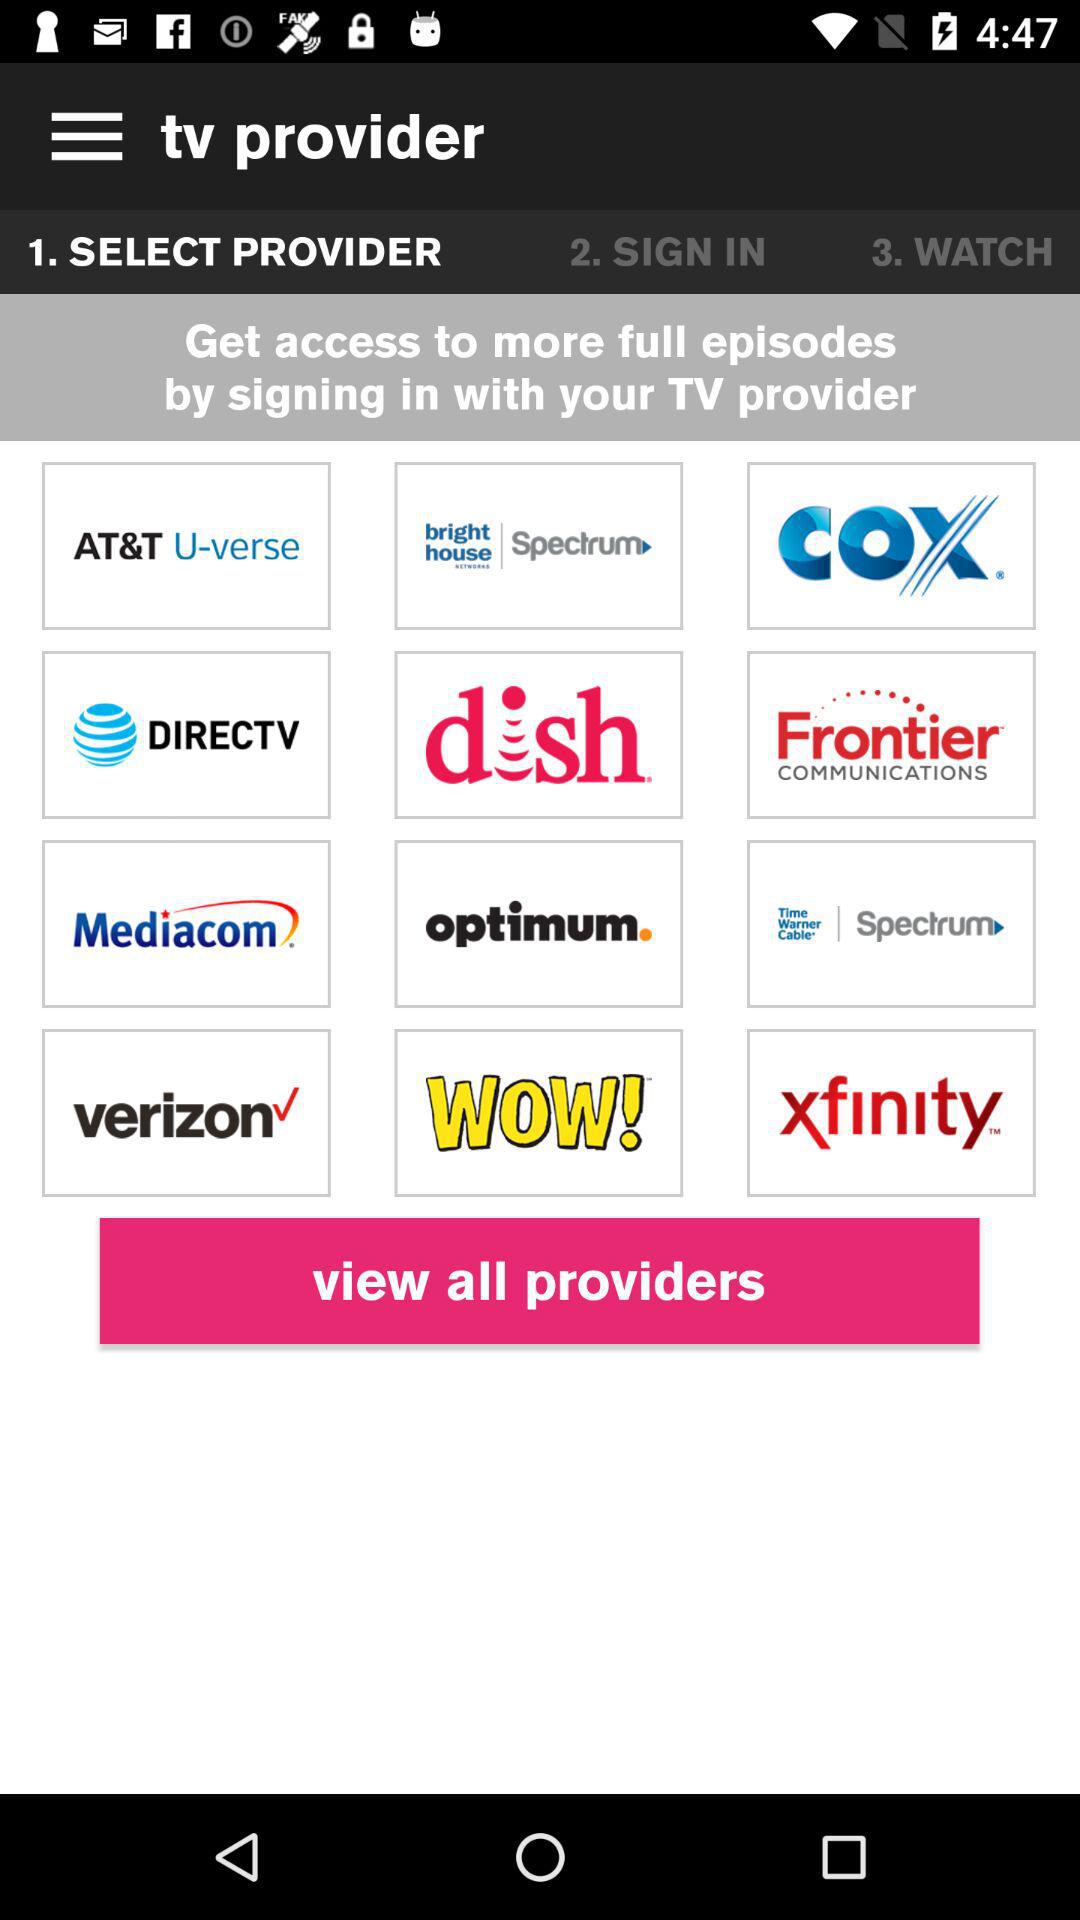 FAKE
4:47
tv provider
1. SELECT PROVIDER 2. SIGN IN 3. WATCH
Get access to more full episodes
by signing in with your TV provider
AT&T U-verse
bright
house
NETWORKS
Spectrum
COX®
DIRECTV
dish
Frontier
COMMUNICATIONS
Mediacom
optimum.
Time
Warner
Cable
Spectrum
verizon
WOW!
xfinity™
view all providers